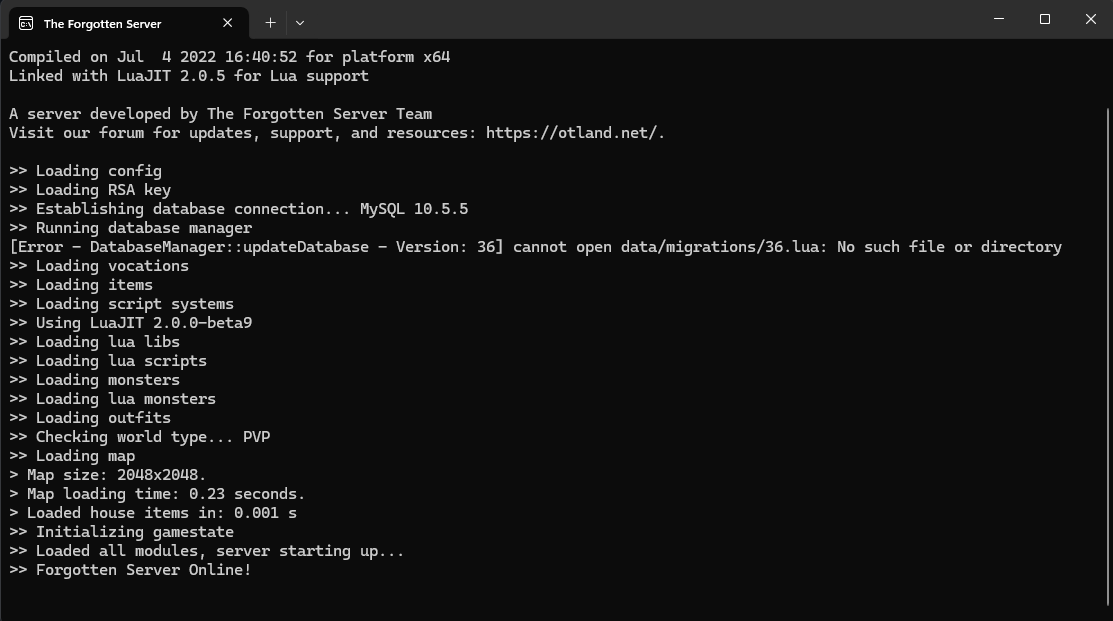 The Forgotten Server
Compiled on Jul  4 2022 16:40:52 for platform x64
Linked with LuaJIT 2.0.5 for Lua support
A server developed by The Forgotten Server Team
Visit our forum for updates, support, and resources: https://otland.net/.
>> Loading config
>> Loading RSA key
>> Establishing database connection... MySQL 10.5.5
>> Running database manager
[Error - DatabaseManager::updateDatabase - Version: 36] cannot open data/migrations/36.lua: No such file or directory
>> Loading vocations
>> Loading items
>> Loading script systems
>> Using LuaJIT 2.0.0-beta9
>> Loading lua libs
>> Loading lua scripts
>> Loading monsters
>> Loading lua monsters
>> Loading outfits
>> Checking world type... PVP
>> Loading map
> Map size: 2048x2048.
> Map loading time: 0.23 seconds.
> Loaded house items in: 0.001 s
>> Initializing gamestate
>> Loaded all modules, server starting up...
>> Forgotten Server Online!